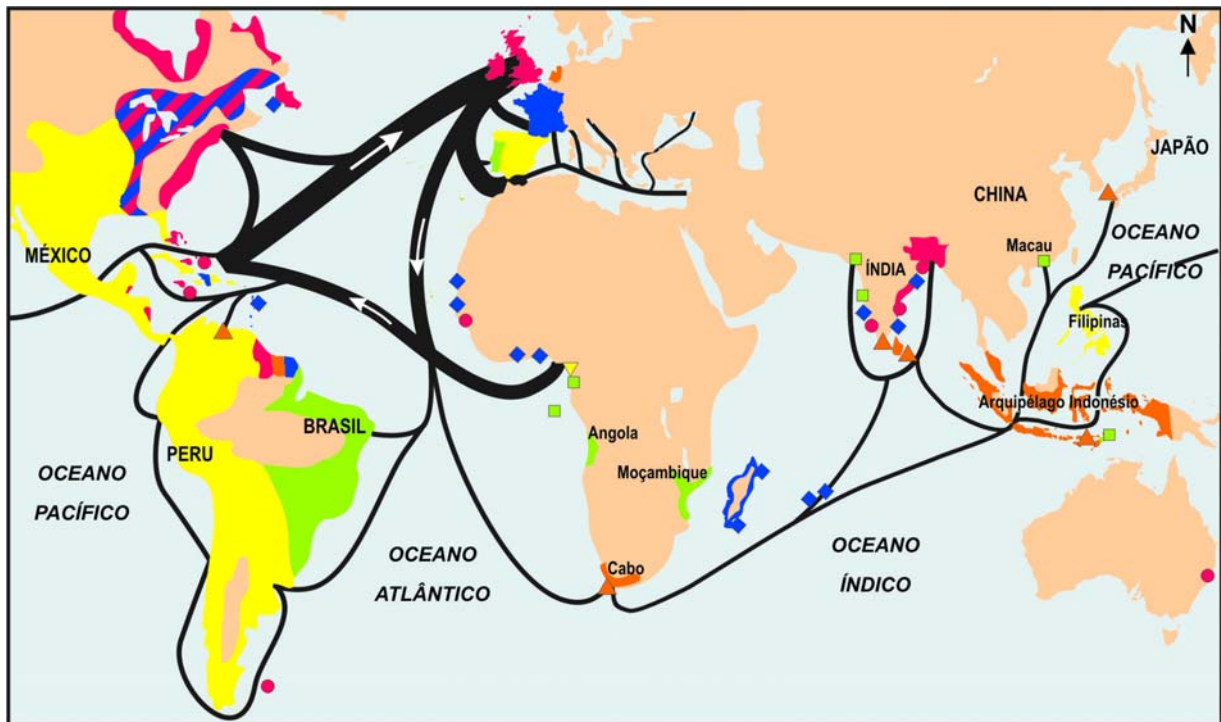 N
JAPÃO
CHINA
OCEANO
PACÍFICO
Macau
MÉXICO
ÍNDIA
Filipinas
Arquipélago Indonésio
BRASIL
PERU
Angola
Moçambique
OCEANO
PACÍFICO
OCEANO
ATLÂNTICO
Cabo
OCEANO
ÍNDICO